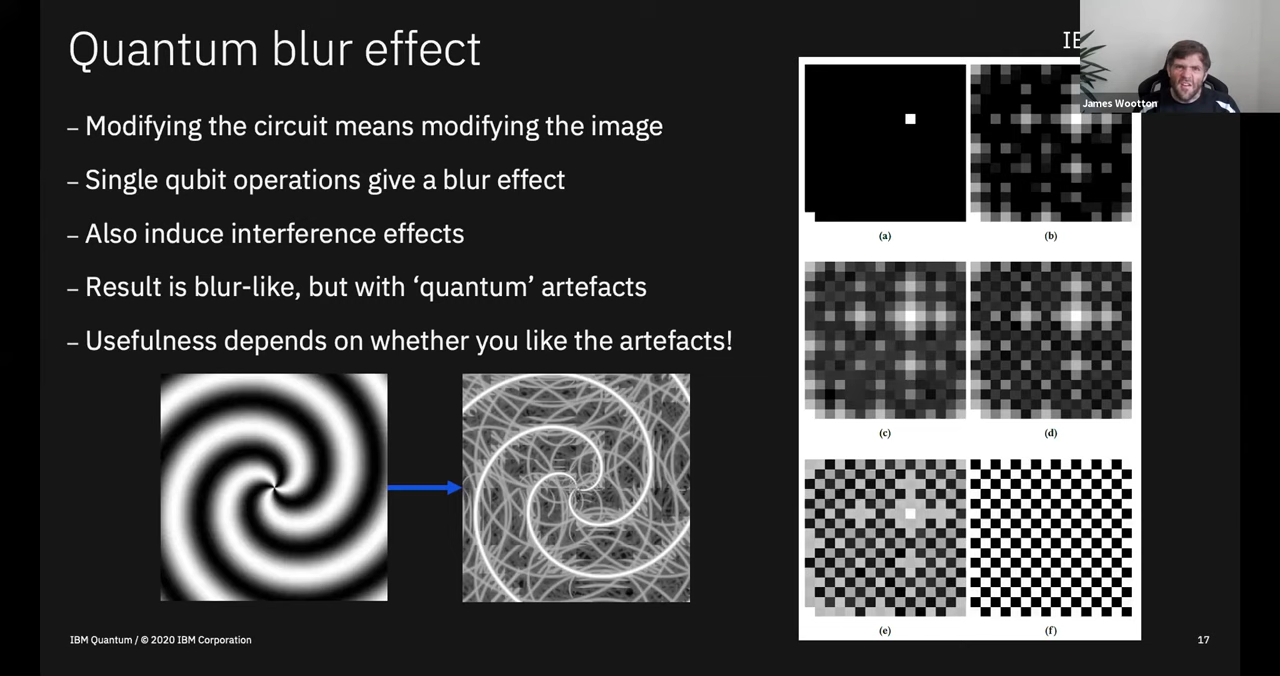 Quantum blur effect
– Modifying the circuit means modifying the image
– Single qubit operations give a blur effect
– Also induce interference effects
– Result is blur-like, but with ‘quantum’ artefacts
– Usefulness depends on whether you like the artefacts!
James Wootton
(a)
(b)
(c)
(d)
(e)
(f)
IBM Quantum / © 2020 IBM Corporation
17